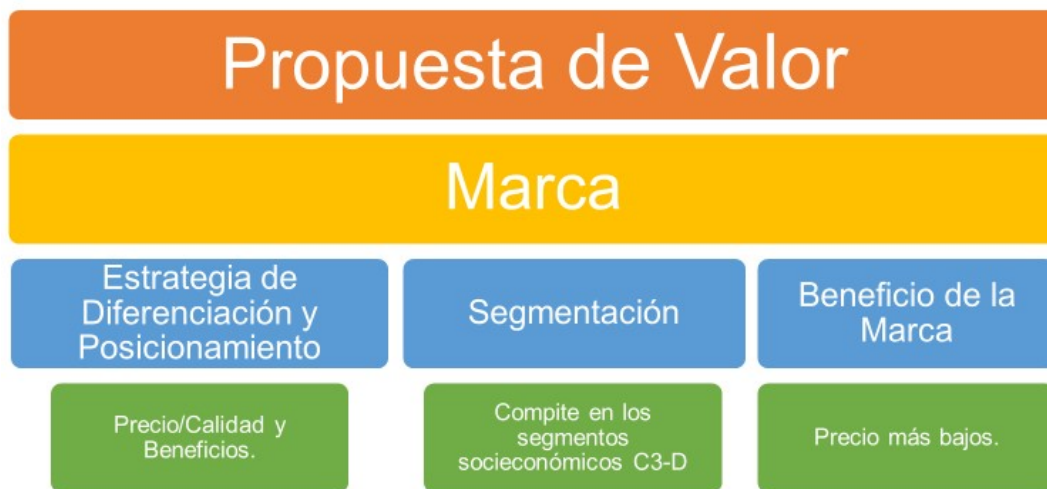 Propuesta de Valor
Marca
Estrategia de
Diferenciación y
Posicionamiento
Segmentación
Beneficio de la
Marca
Precio/Calidad y
Beneficios.
Compite en los
segmentos
socieconómicos C3-D
Precio más bajos.